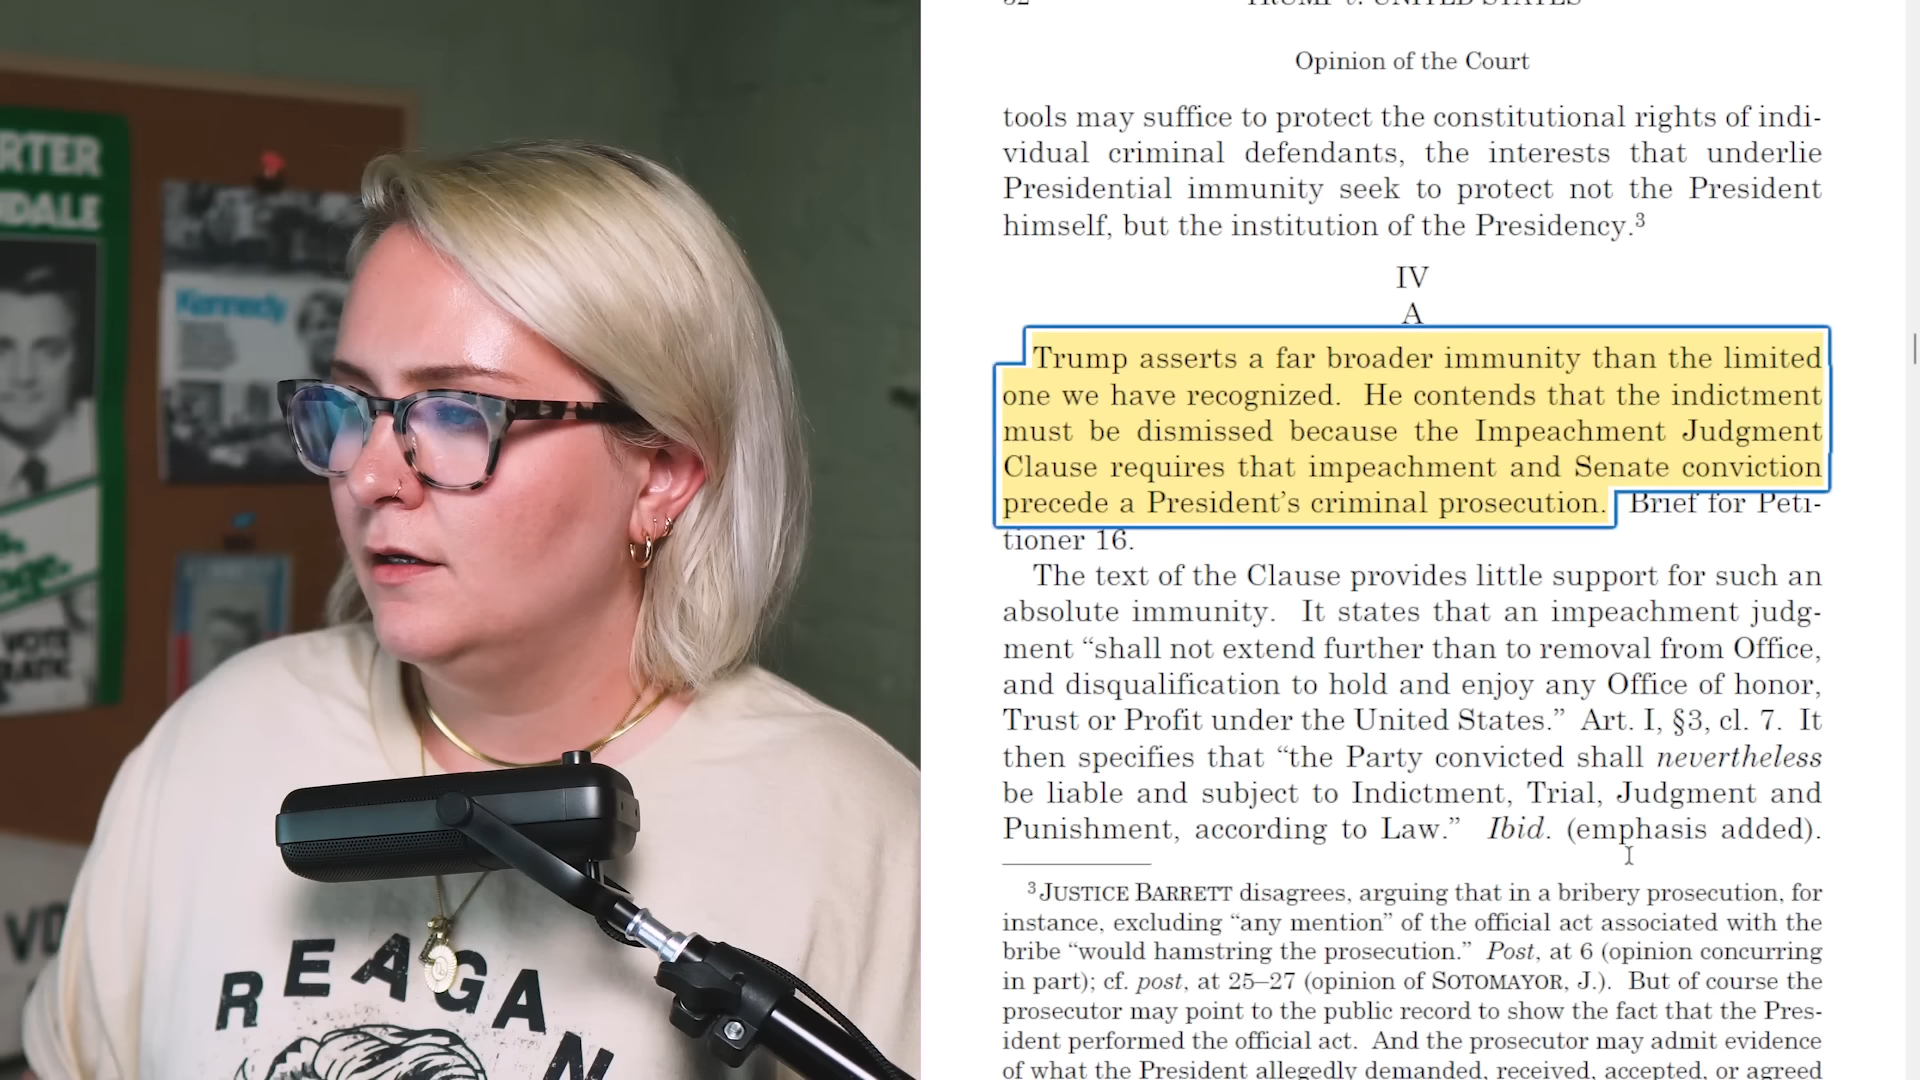 RTER
NDALE
Kennedy
VOTE
REAGAN
32 TRUMP v. UNITED STATES
Opinion of the Court
tools may suffice to protect the constitutional rights of indi-
vidual criminal defendants, the interests that underlie
Presidential immunity seek to protect not the President
himself, but the institution of the Presidency.3
IV
A
Trump asserts a far broader immunity than the limited
one we have recognized. He contends that the indictment
must be dismissed because the Impeachment Judgment
Clause requires that impeachment and Senate conviction
precede a President’s criminal prosecution. Brief for Peti-
tioner 16.
The text of the Clause provides little support for such an
absolute immunity. It states that an impeachment judg-
ment “shall not extend further than to removal from Office,
and disqualification to hold and enjoy any Office of honor,
Trust or Profit under the United States.” Art. I, §3, cl. 7. It
then specifies that “the Party convicted shall nevertheless
be liable and subject to Indictment, Trial, Judgment and
Punishment, according to Law.” Ibid. (emphasis added).
3 JUSTICE BARRETT disagrees, arguing that in a bribery prosecution, for
instance, excluding “any mention” of the official act associated with the
bribe “would hamstring the prosecution.” Post, at 6 (opinion concurring
in part); cf. post, at 25–27 (opinion of SOTOMAYOR, J.). But of course the
prosecutor may point to the public record to show the fact that the Pres-
ident performed the official act. And the prosecutor may admit evidence
of what the President allegedly demanded, received, accepted, or agreed